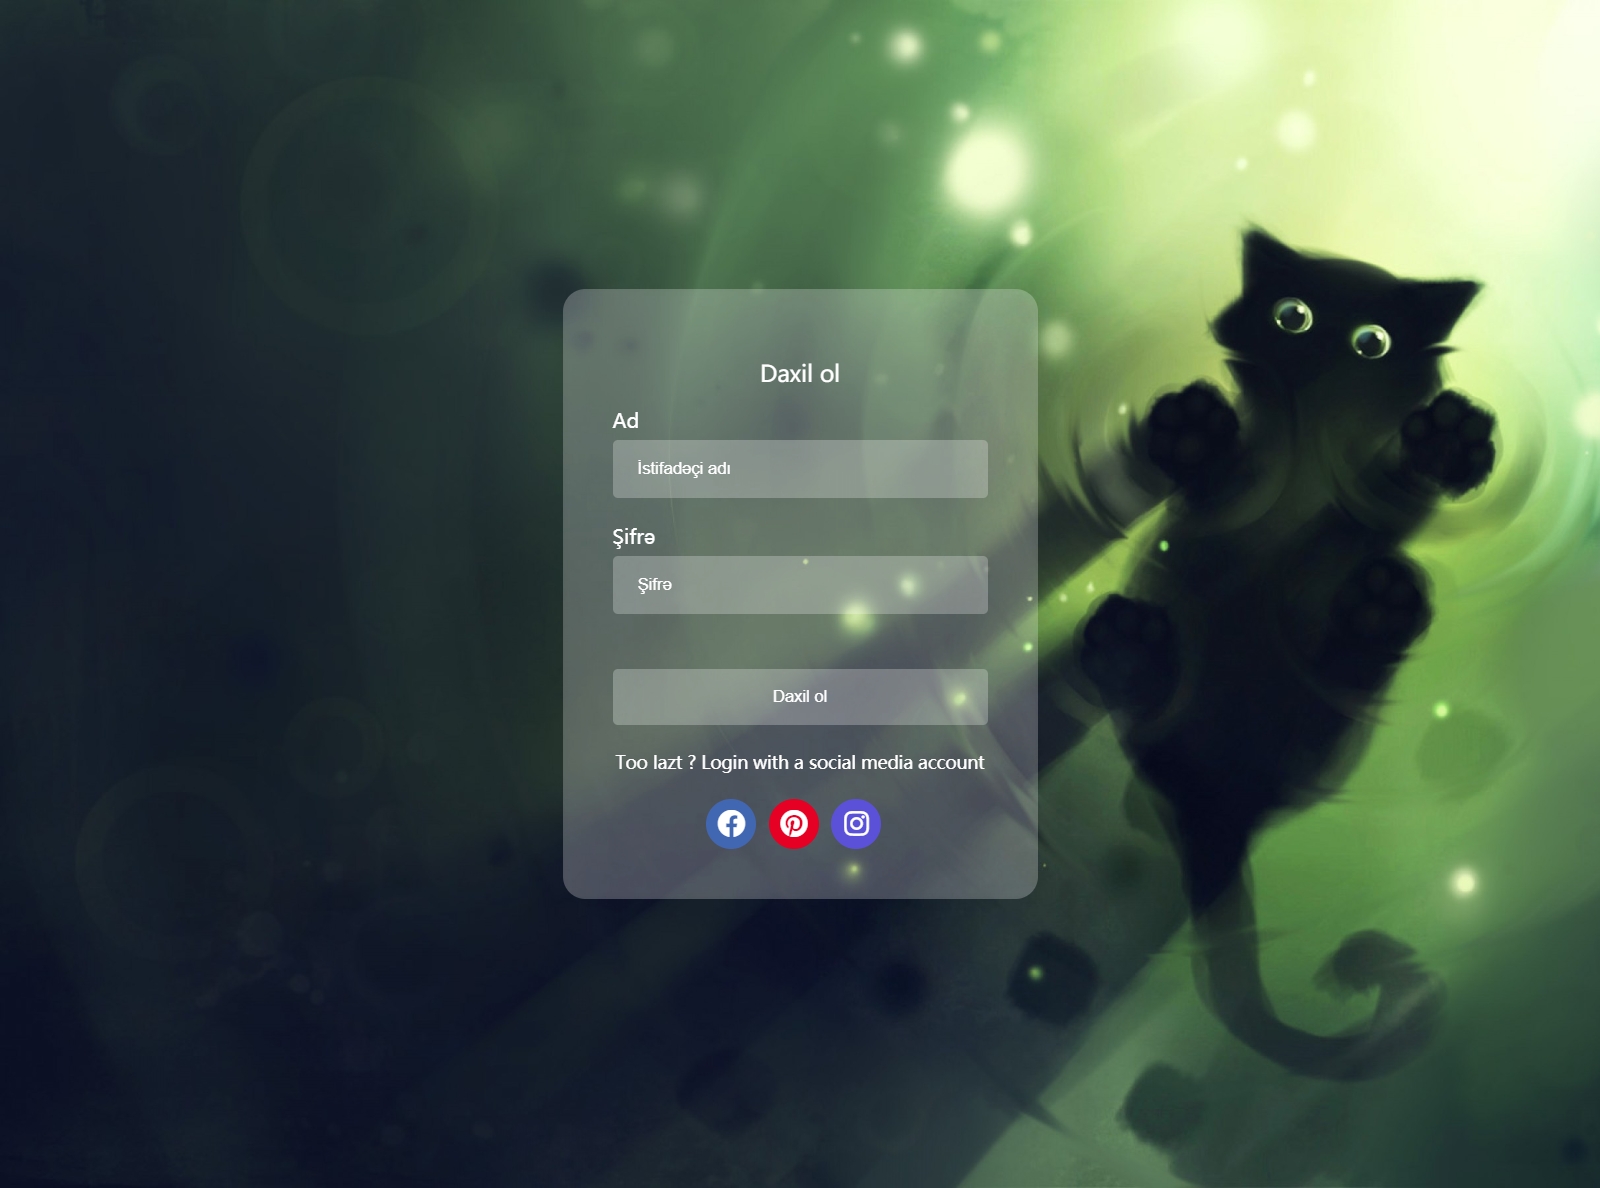 Daxil ol
Ad
İstifadəçi adı
Şifrə
Şifrə
Daxil ol
Too lazt ? Login with a social media account